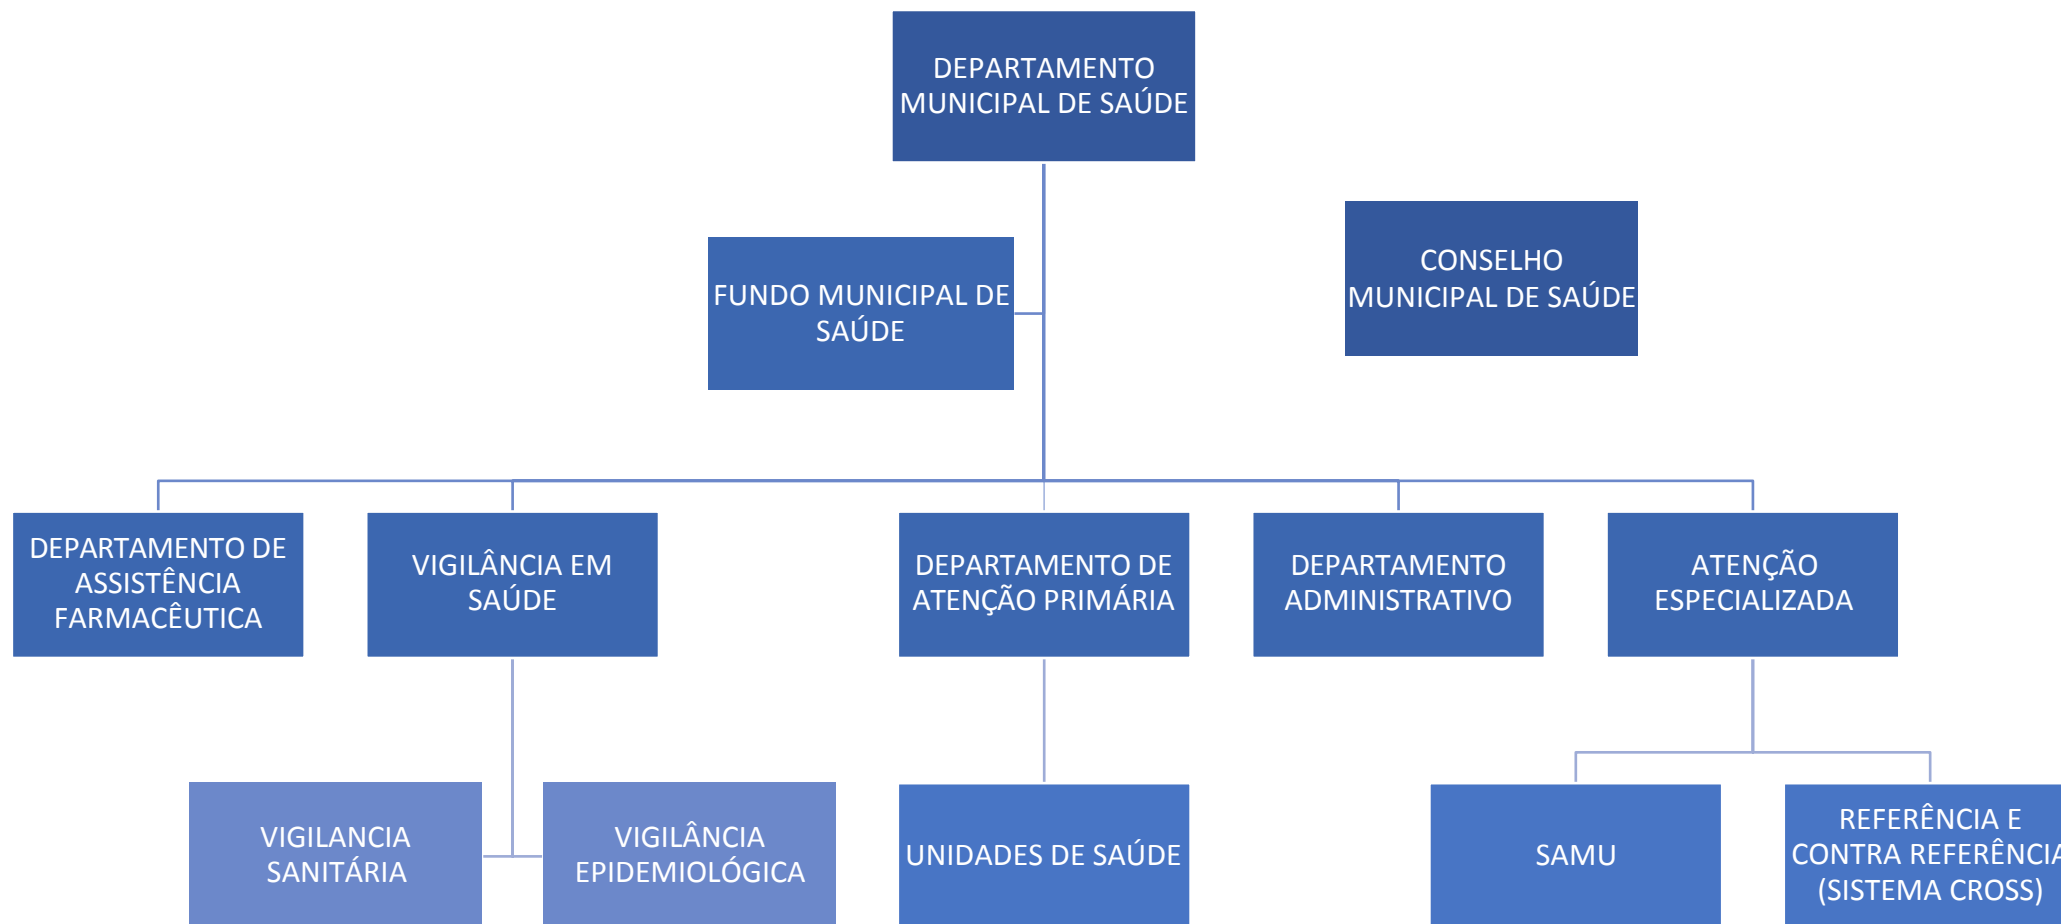 DEPARTAMENTO
MUNICIPAL DE SAÚDE
CONSELHO
MUNICIPAL DE SAÚDE
FUNDO MUNICIPAL DE
SAÚDE
DEPARTAMENTO DE
ASSISTÊNCIA
FARMACÊUTICA
VIGILÂNCIA EM
SAÚDE
DEPARTAMENTO DE
ATENÇÃO PRIMÁRIA
DEPARTAMENTO
ADMINISTRATIVO
ATENÇÃO
ESPECIALIZADA
VIGILANCIA
SANITÁRIA
VIGILÂNCIA
EPIDEMIOLÓGICA
UNIDADES DE SAÚDE
SAMU
REFERÊNCIA E
CONTRA REFERÊNCIA
(SISTEMA CROSS)